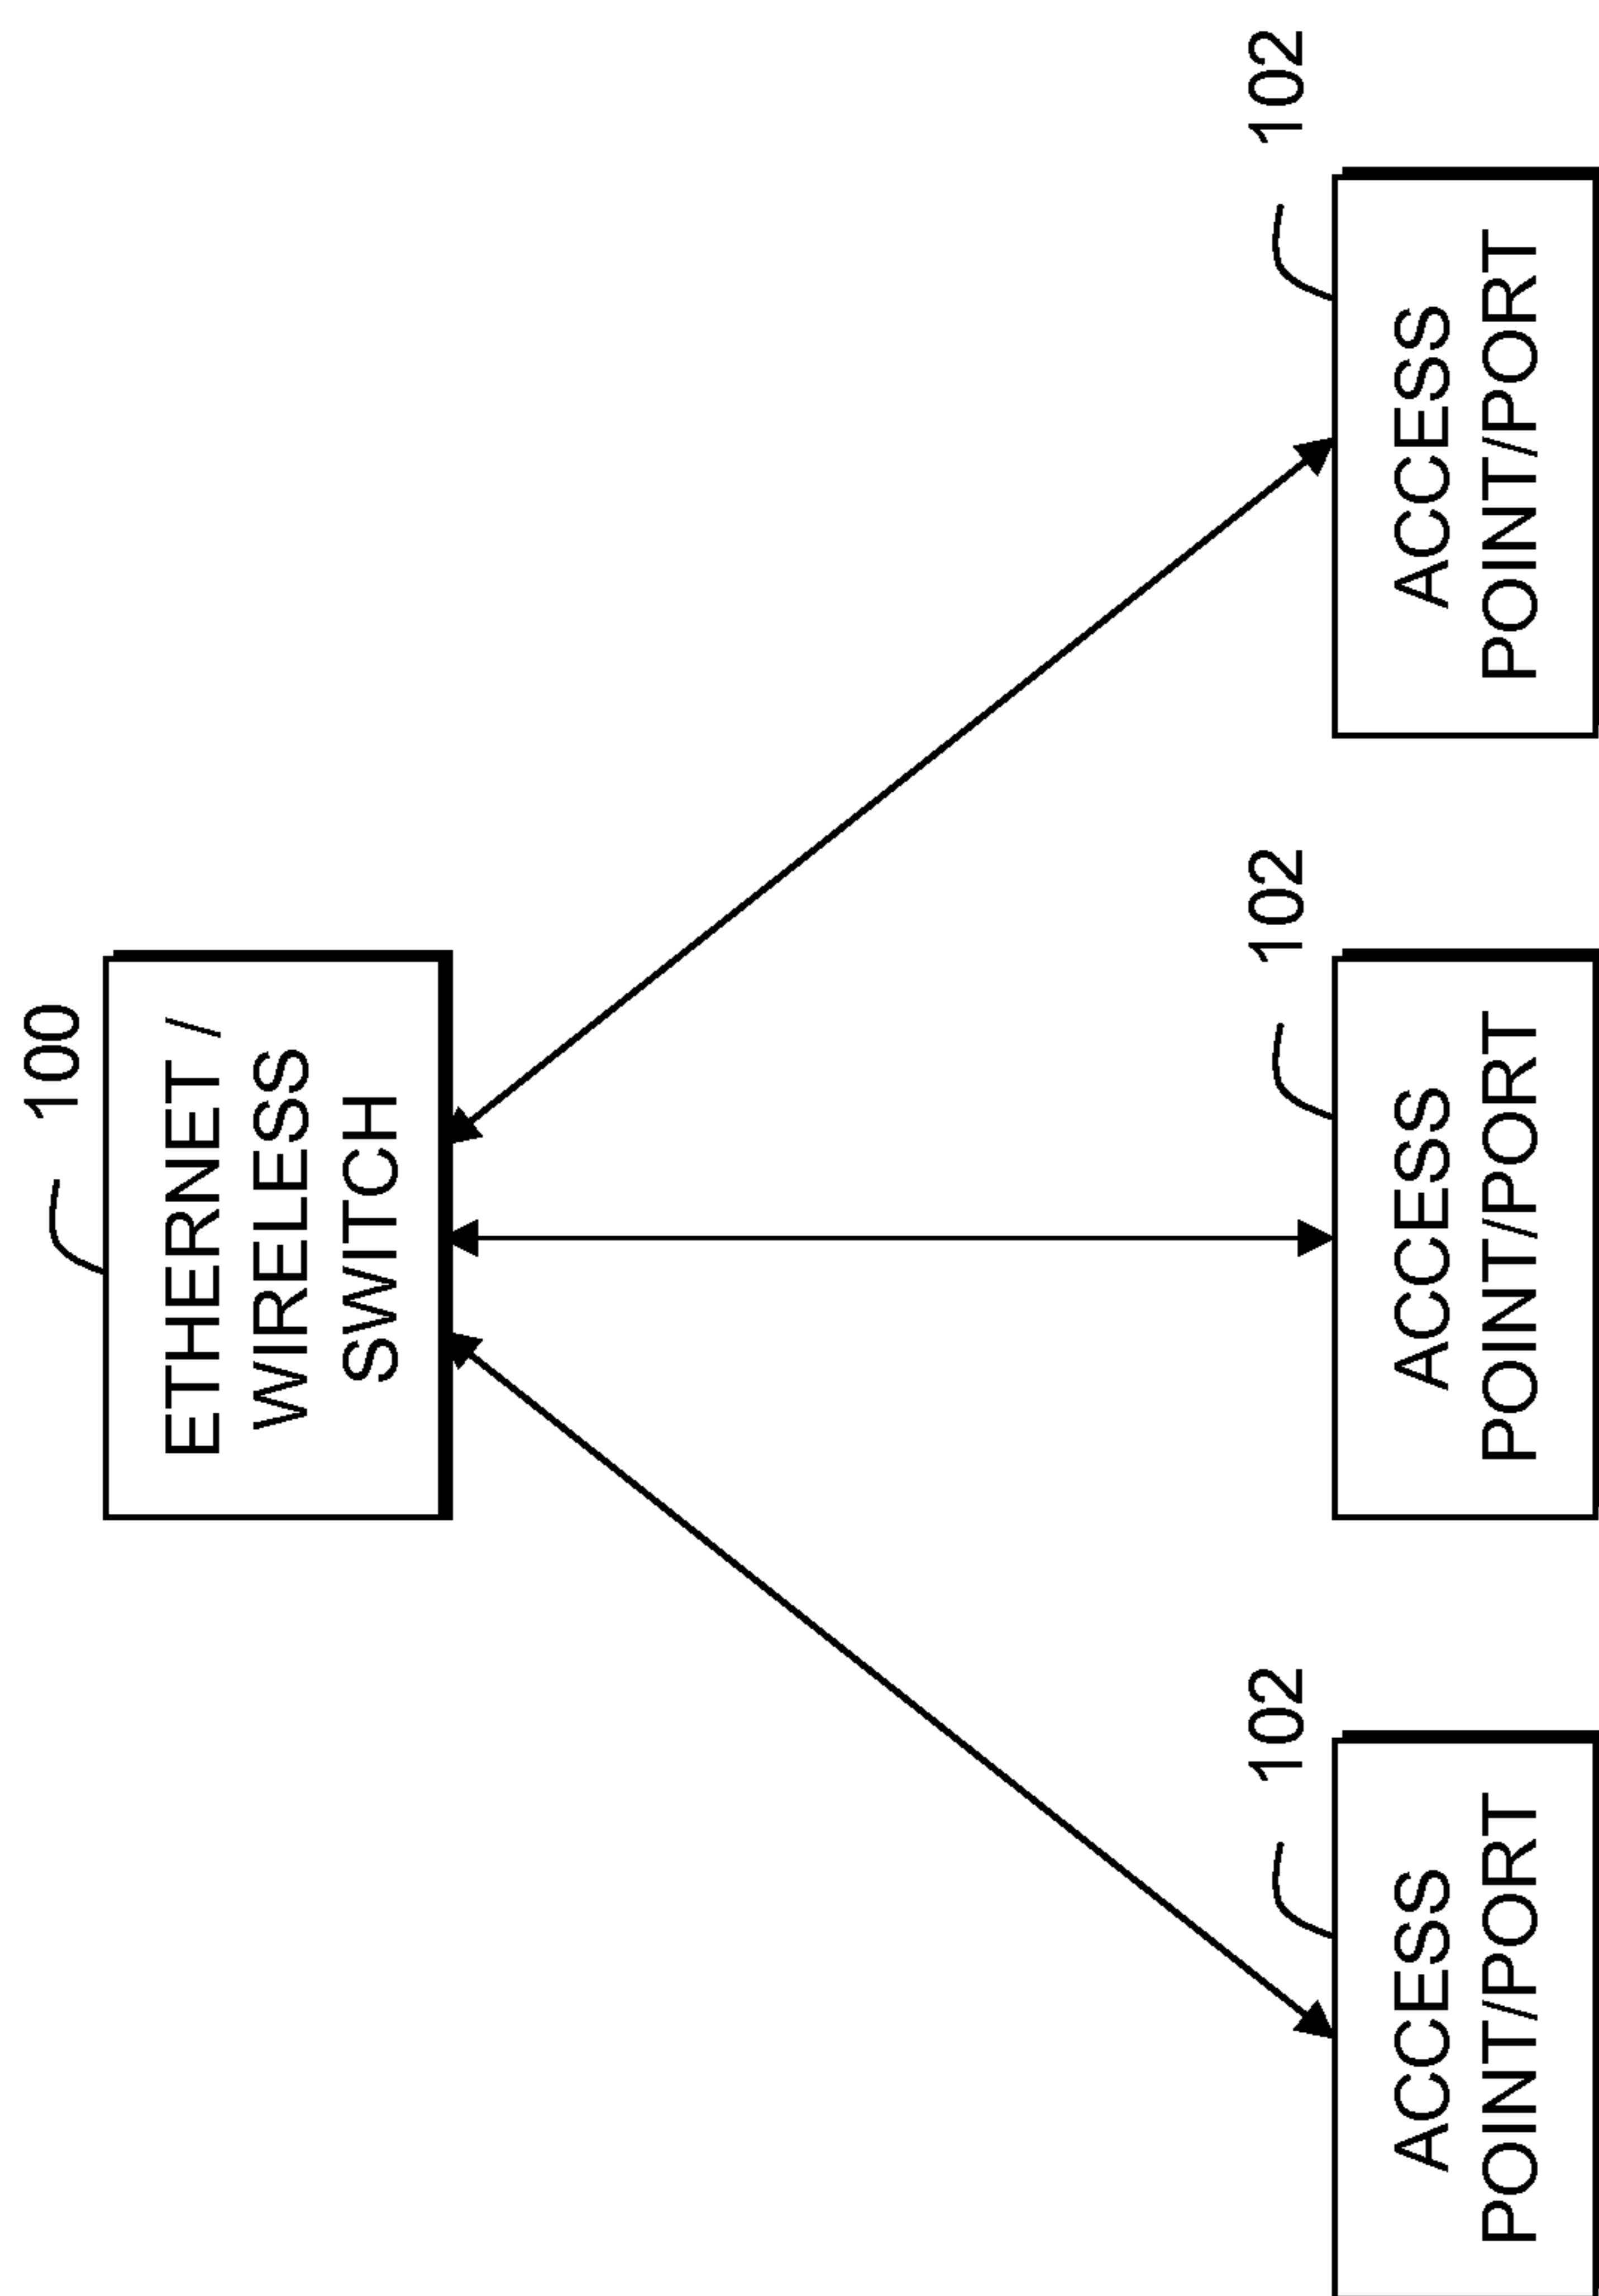 100
ETHERNET /
WIRELESS
SWITCH
102
ACCESS
POINT/PORT
102
ACCESS
POINT/PORT
102
ACCESS
POINT/PORT